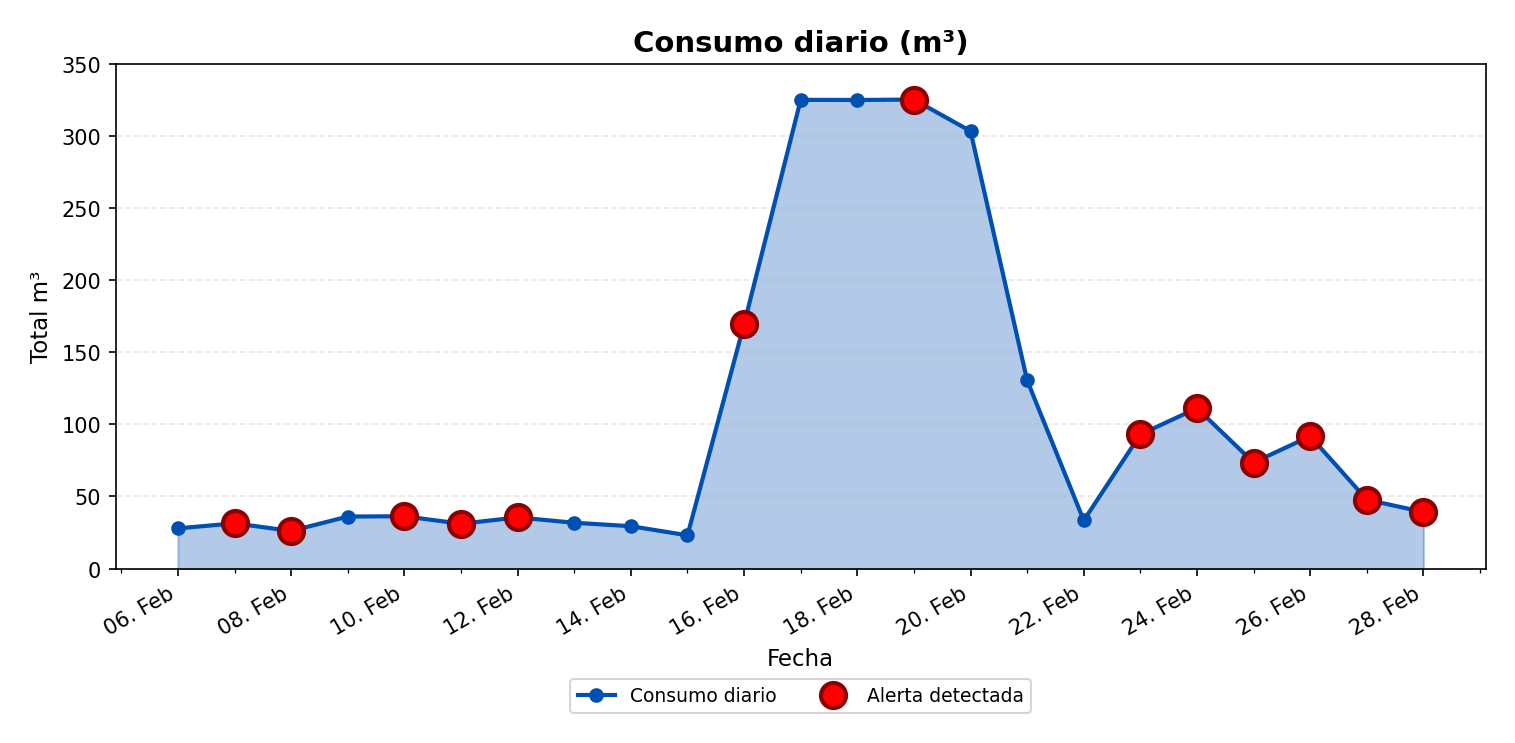 Consumo diario (m³)
Total m³
350
300
250
200
150
100
50
0
06. Feb
08. Feb
10. Feb
12. Feb
14. Feb
16. Feb
18. Feb
20. Feb
22. Feb
24. Feb
26. Feb
28. Feb
Fecha
Consumo diario
Alerta detectada